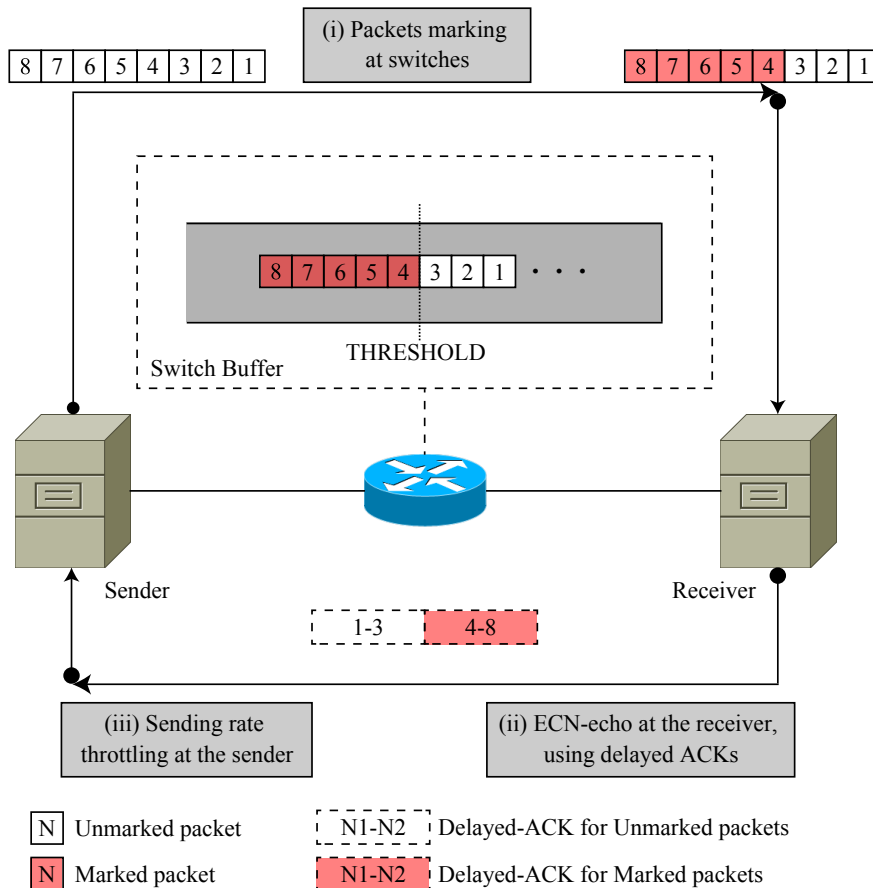 (i) Packets marking
at switches
8 7 6 5 4 3 2 1
8 7 6 5 4 3 2 1
8 7 6 5 4 3 2 1 . . .
THRESHOLD
Switch Buffer
Sender
Receiver
1-3 4-8
(iii) Sending rate
throttling at the sender
(ii) ECN-echo at the receiver,
using delayed ACKs
N Unmarked packet
N1-N2 Delayed-ACK for Unmarked packets
N Marked packet
N1-N2 Delayed-ACK for Marked packets